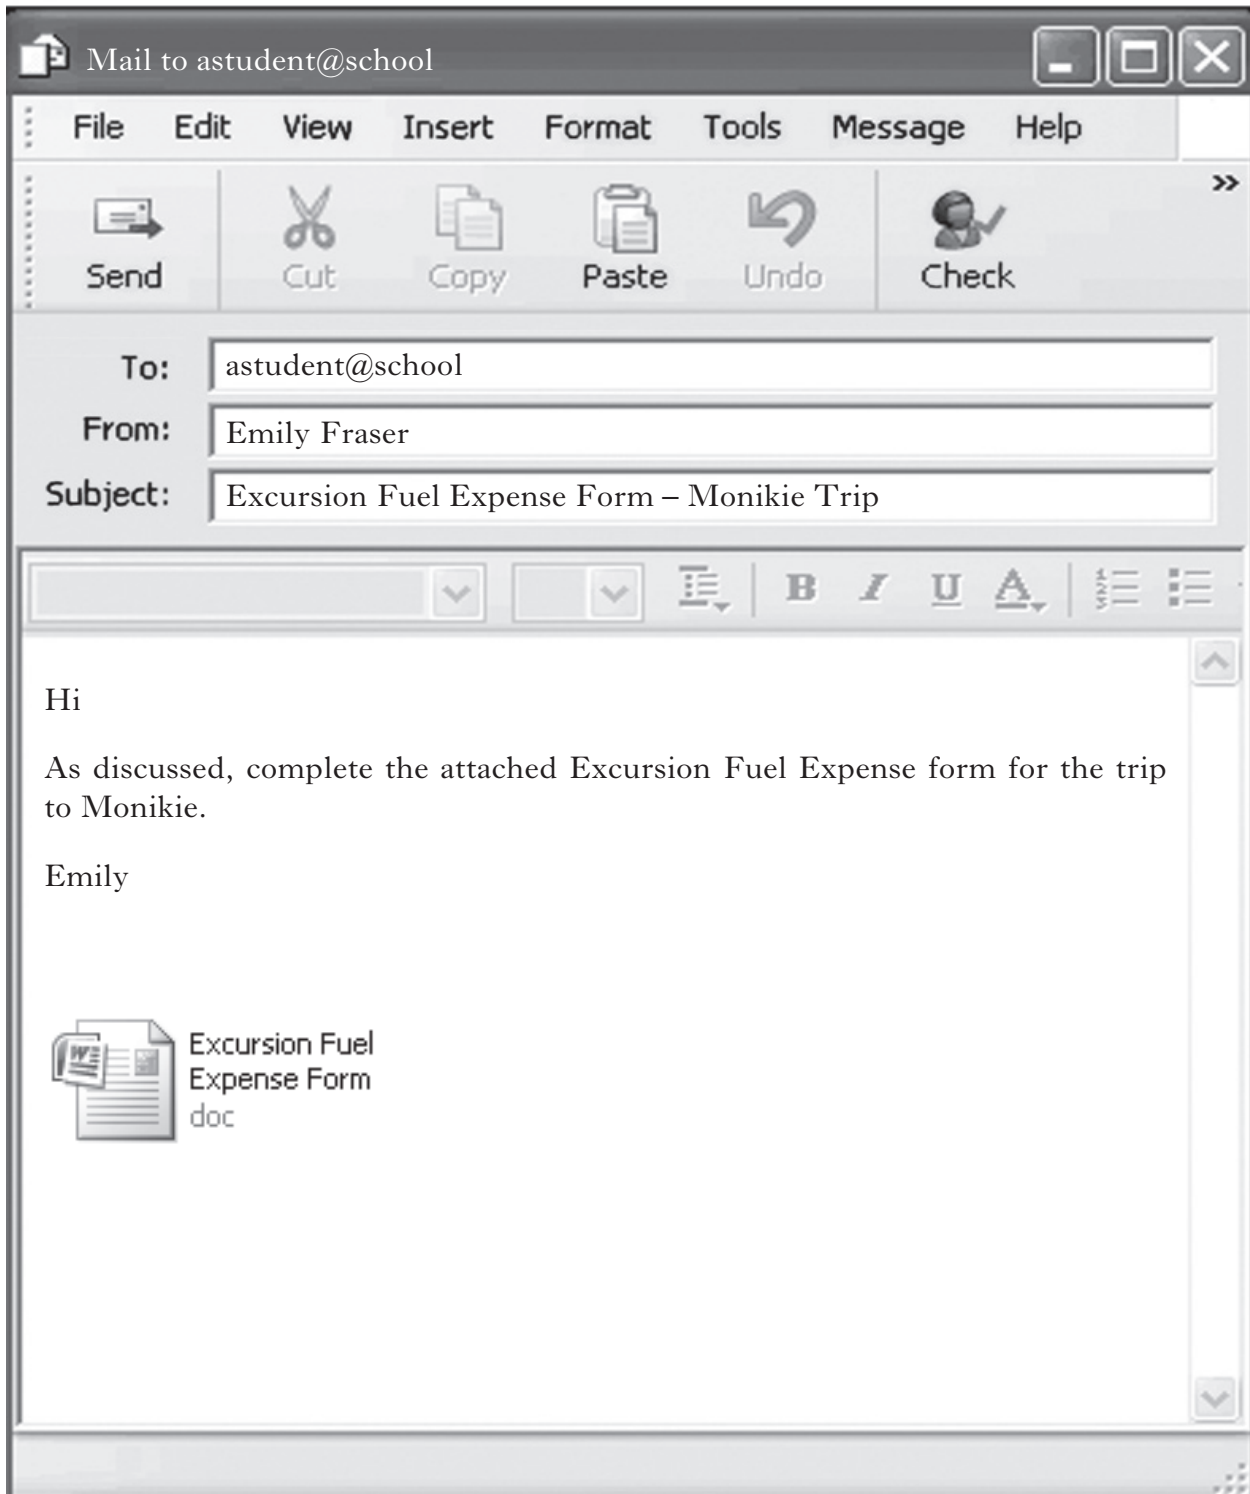 Mail to astudent@school
File Edit View Insert Format Tools Message Help
»
Send Cut Copy Paste Undo Check
To: astudent@school
From: Emily Fraser
Subject: Excursion Fuel Expense Form – Monikie Trip
B I U A
Hi
As discussed, complete the attached Excursion Fuel Expense form for the trip
to Monikie.
Emily
W
Excursion Fuel
Expense Form
doc